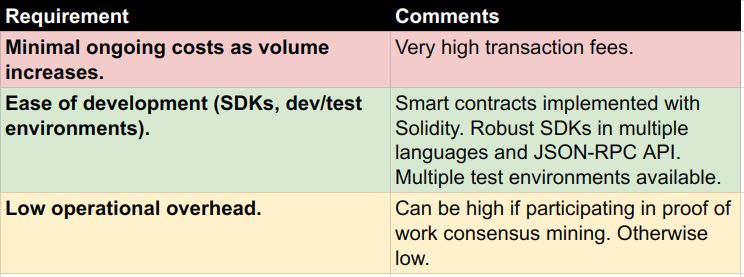 Requirement Comments
Minimal ongoing costs as volume Very high transaction fees.
increases.
Ease of development (SDKs, dev/test Smart contracts implemented with
environments). Solidity. Robust SDKs in multiple
languages and JSON-RPC API.
Multiple test environments available.
Low operational overhead. Can be high if participating in proof of
work consensus mining. Otherwise
low.